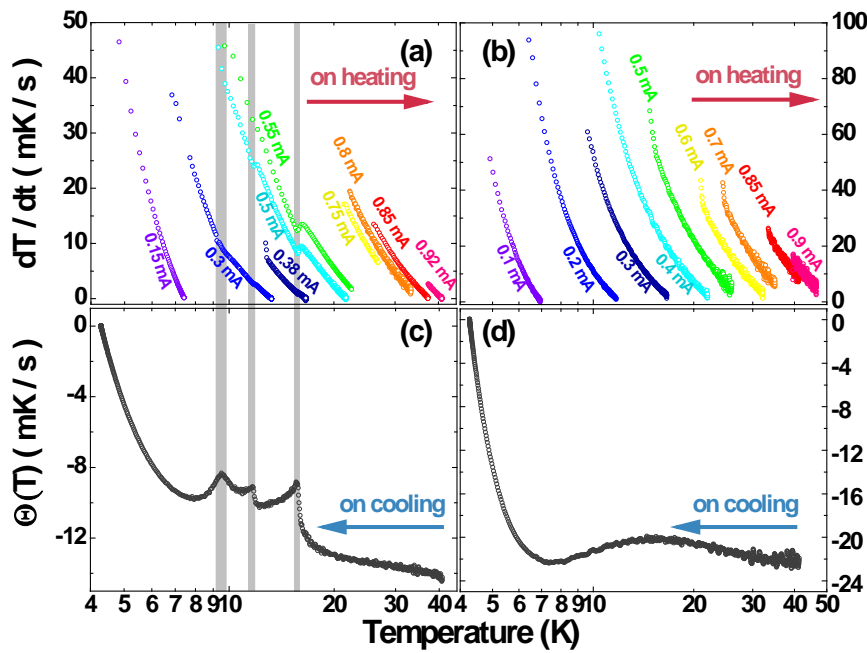 dT / dt ( mK / s )
50
40
30
20
10
0
(a)
on heating
0.15 mA
0.3 mA
0.38 mA
0.55 mA
0.5 mA
0.75 mA
0.8 mA
0.85 mA
0.92 mA
(b)
on heating
0.1 mA
0.2 mA
0.3 mA
0.4 mA
0.5 mA
0.6 mA
0.7 mA
0.85 mA
0.9 mA
100
80
60
40
20
0
Θ(T) ( mK / s )
0
-4
-8
-12
(c)
on cooling
4 5 6 7 8 910 20 30 40
(d)
on cooling
0
-4
-8
-12
-16
-20
-24
4 5 6 7 8 910 20 30 40 50
Temperature (K)